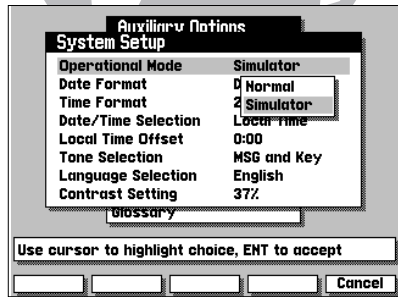 Auxiliary Options
System Setup
Operational Mode Simulator
Date Format D Normal
Time Format 2 Simulator
Date/Time Selection Local Time
Local Time Offset 0:00
Tone Selection MSG and Key
Language Selection English
Contrast Setting 37%
Glossary
Use cursor to highlight choice, ENT to accept
Cancel